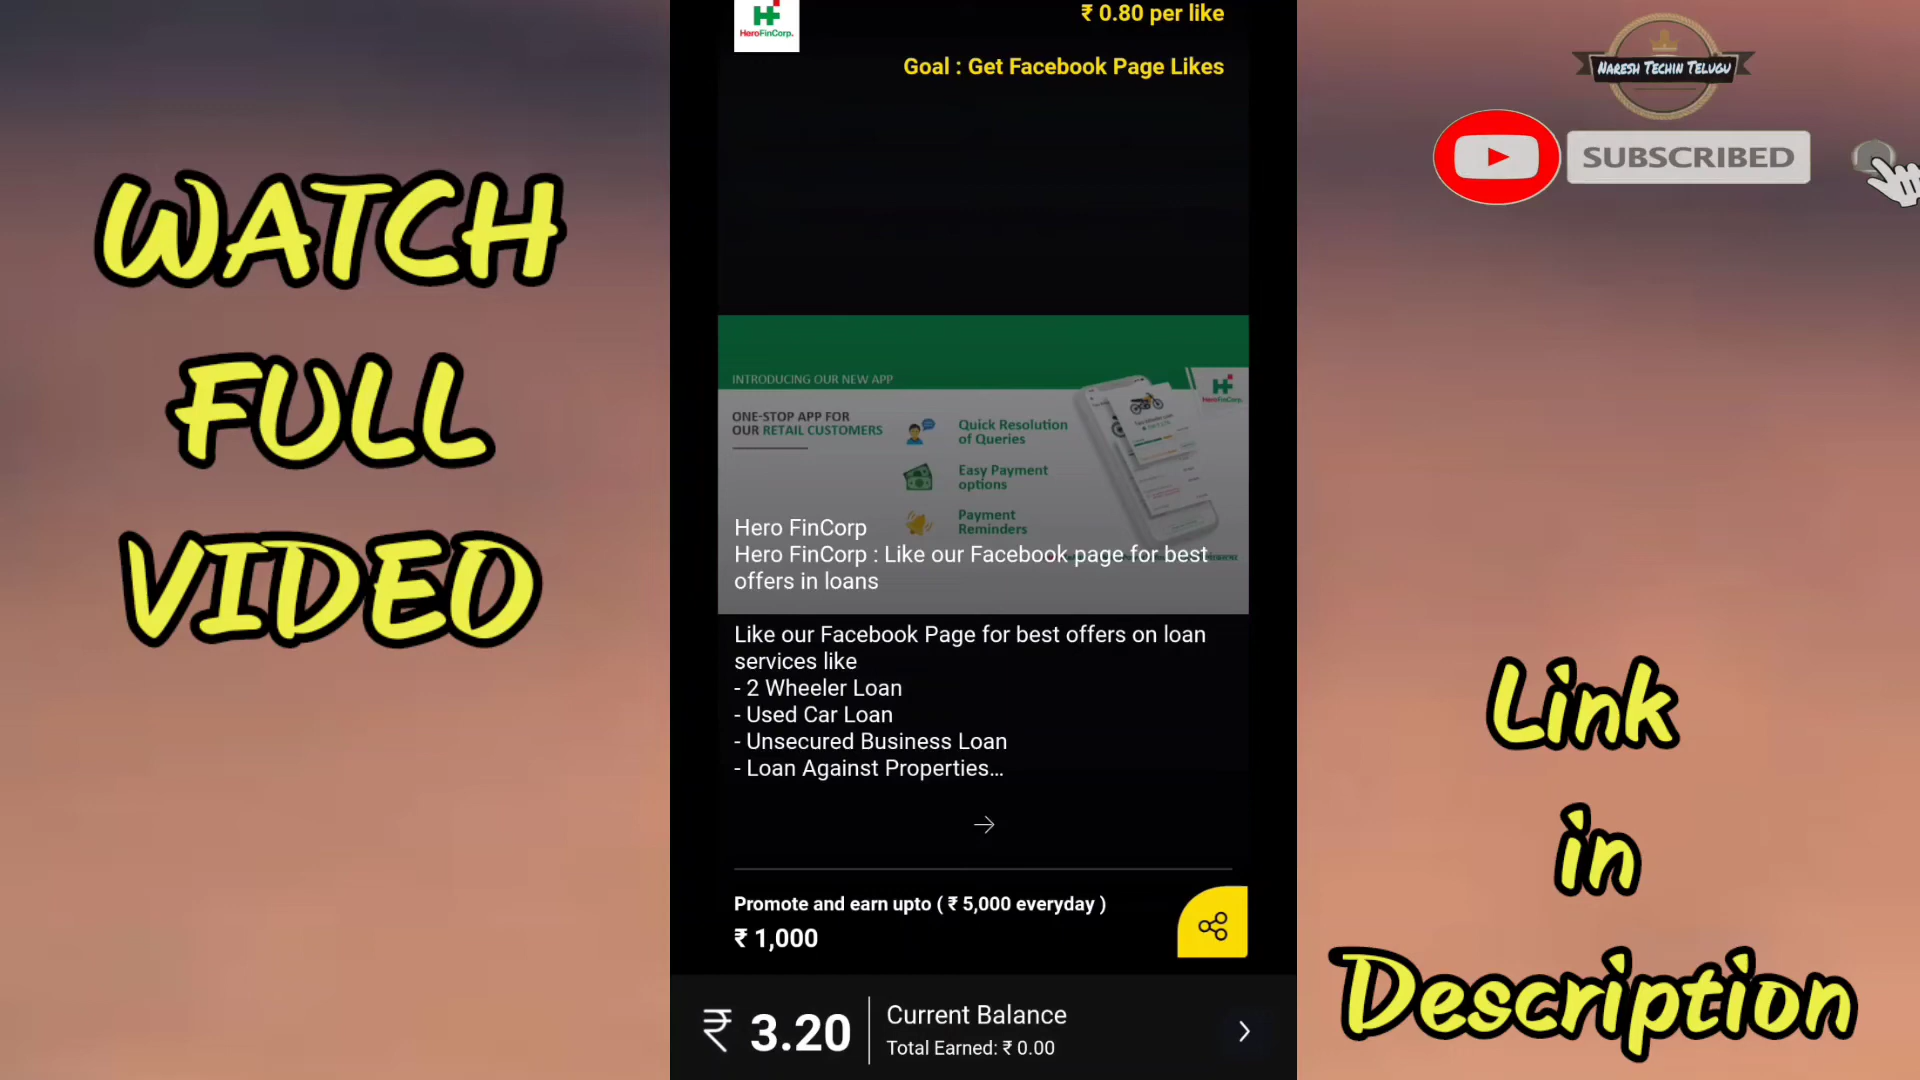 WATCH
FULL
VIDEO
HeroFinCorp.
₹ 0.80 per like
Goal : Get Facebook Page Likes
INTRODUCING OUR NEW APP
ONE-STOP APP FOR
OUR RETAIL CUSTOMERS
Quick Resolution
of Queries
Easy Payment
options
Payment
Reminders
HeroFinCorp.
Hero FinCorp
Hero FinCorp : Like our Facebook page for best
offers in loans
Like our Facebook Page for best offers on loan
services like
- 2 Wheeler Loan
- Used Car Loan
- Unsecured Business Loan
- Loan Against Properties...
Promote and earn upto ( ₹ 5,000 everyday )
₹ 1,000
₹ 3.20
Current Balance
Total Earned: ₹ 0.00
NARESH TECHIN TELUGU
SUBSCRIBED
Link
in
Description